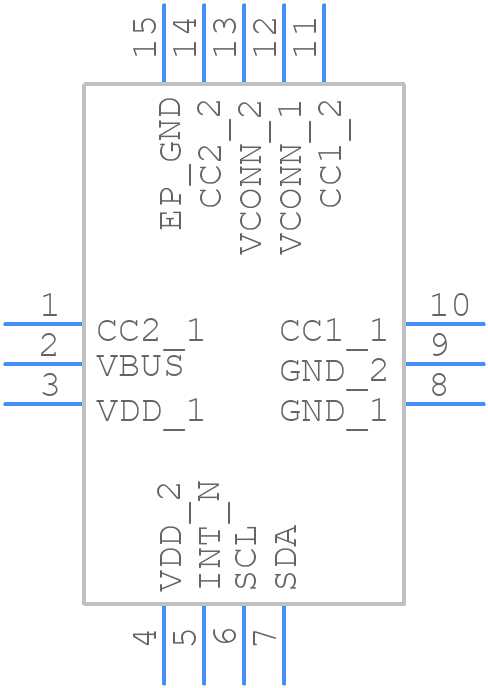 15
14
13
12
11
EP_GND
CC2_2
VCONN_2
VCONN_1
CC1_2
1
CC2_1
CC1_1
10
2
VBUS
GND_2
9
3
VDD_1
GND_1
8
VDD_2
INT_N
SCL
SDA
4
5
6
7